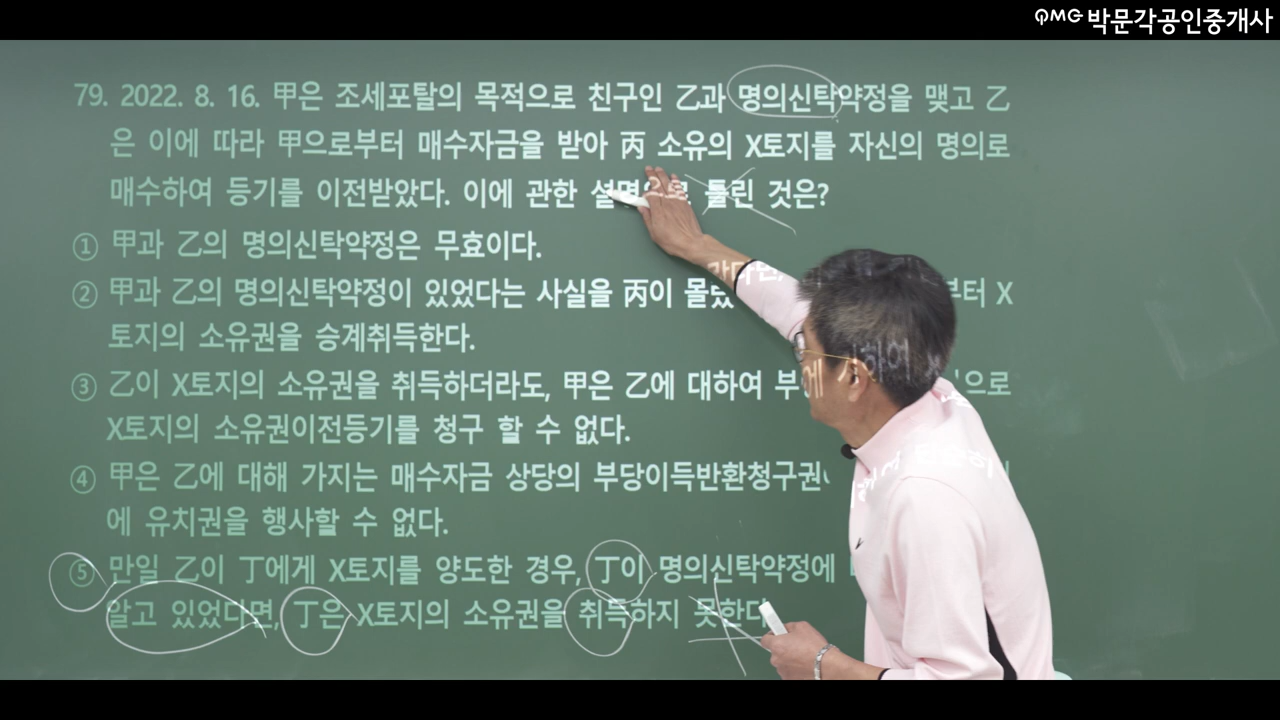 QMG 박문각공인중개사
79. 2022. 8. 16. 甲은 조세포탈의 목적으로 친구인 乙과 명의신탁약정을 맺고 乙
은 이에 따라 甲으로부터 매수자금을 받아 丙 소유의 X토지를 자신의 명의로
매수하여 등기를 이전받았다. 이에 관한 설명으로 틀린 것은?
① 甲과 乙의 명의신탁약정은 무효이다.
② 甲과 乙의 명의신탁약정이 있었다는 사실을 丙이 몰랐다면, 부터 X
토지의 소유권을 승계취득한다.
③ 乙이 X토지의 소유권을 취득하더라도, 甲은 乙에 대하여 으로
X토지의 소유권이전등기를 청구 할 수 없다.
④ 甲은 乙에 대해 가지는 매수자금 상당의 부당이득반환청구권
에 유치권을 행사할 수 없다.
⑤ 만일 乙이 丁에게 X토지를 양도한 경우, 丁이 명의신탁약정에
알고 있었다면, 丁은 X토지의 소유권을 취득하지 못한다